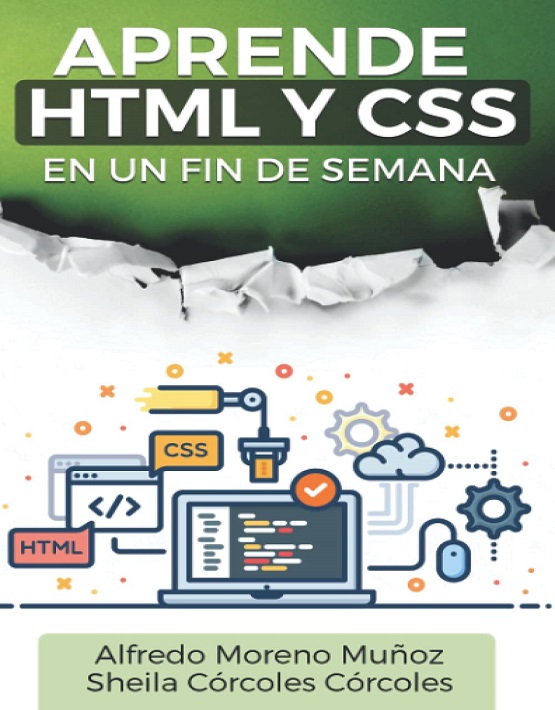 APRENDE
HTML Y CSS
EN UN FIN DE SEMANA
CSS
</>
HTML
Alfredo Moreno Muñoz
Sheila Córcoles Córcoles